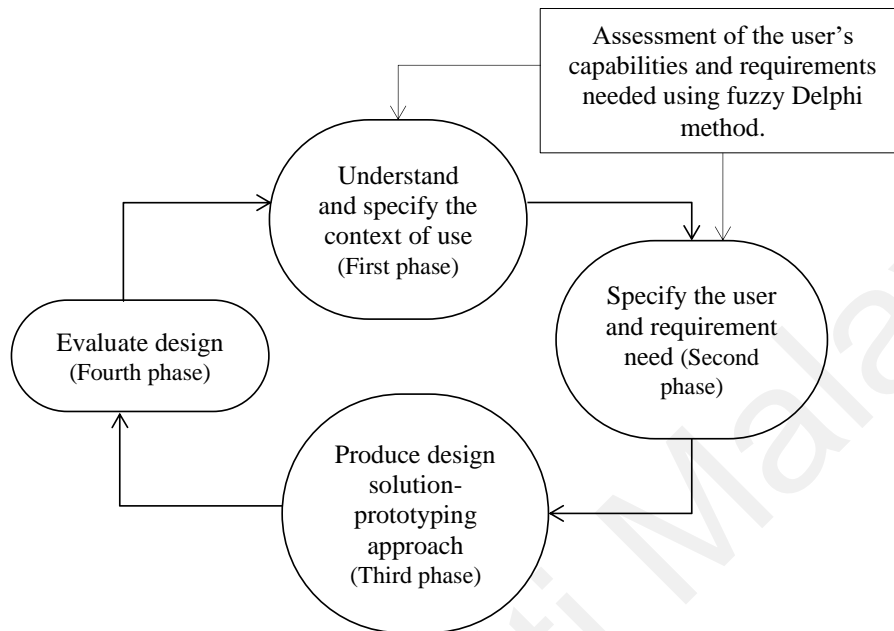 Assessment of the user’s
capabilities and requirements
needed using fuzzy Delphi
method.
Understand
and specify the
context of use
(First phase)
Specify the user
and requirement
need (Second
phase)
Produce design
solution-
prototyping
approach
(Third phase)
Evaluate design
(Fourth phase)